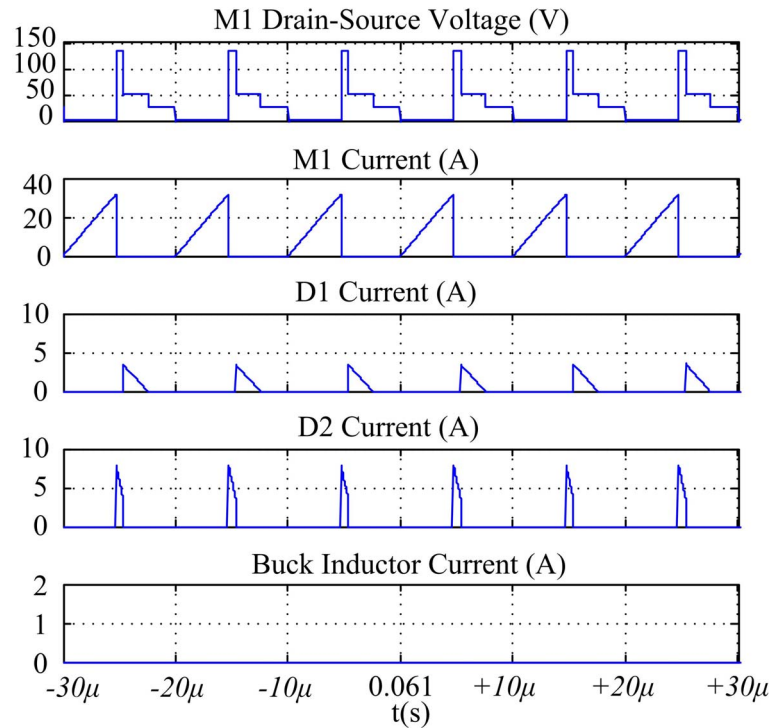 M1 Drain-Source Voltage (V)
150
100
50
0
M1 Current (A)
40
20
0
D1 Current (A)
10
5
0
D2 Current (A)
10
5
0
Buck Inductor Current (A)
2
1
0
-30μ -20μ -10μ 0.061 +10μ +20μ +30μ
t(s)